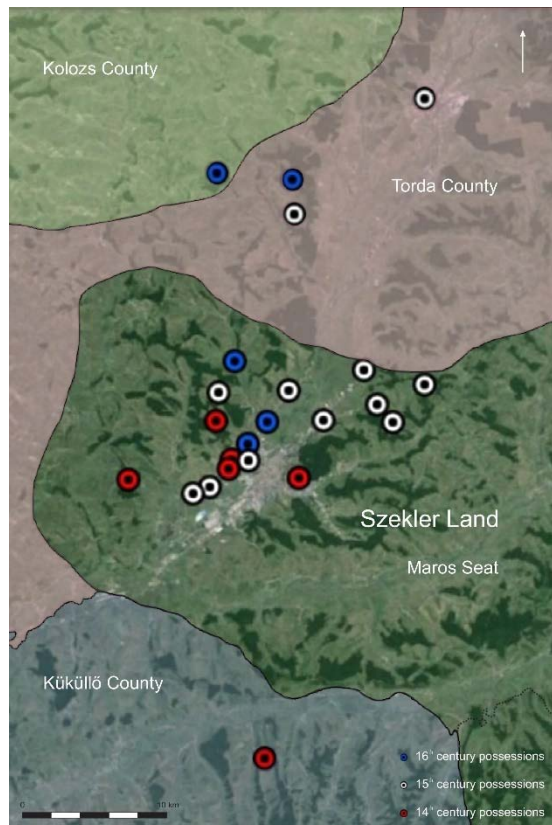 Kolozs County
Torda County
Szekler Land
Maros Seat
Küküllő County
16th century possessions
15th century possessions
14th century possessions
0 10 km